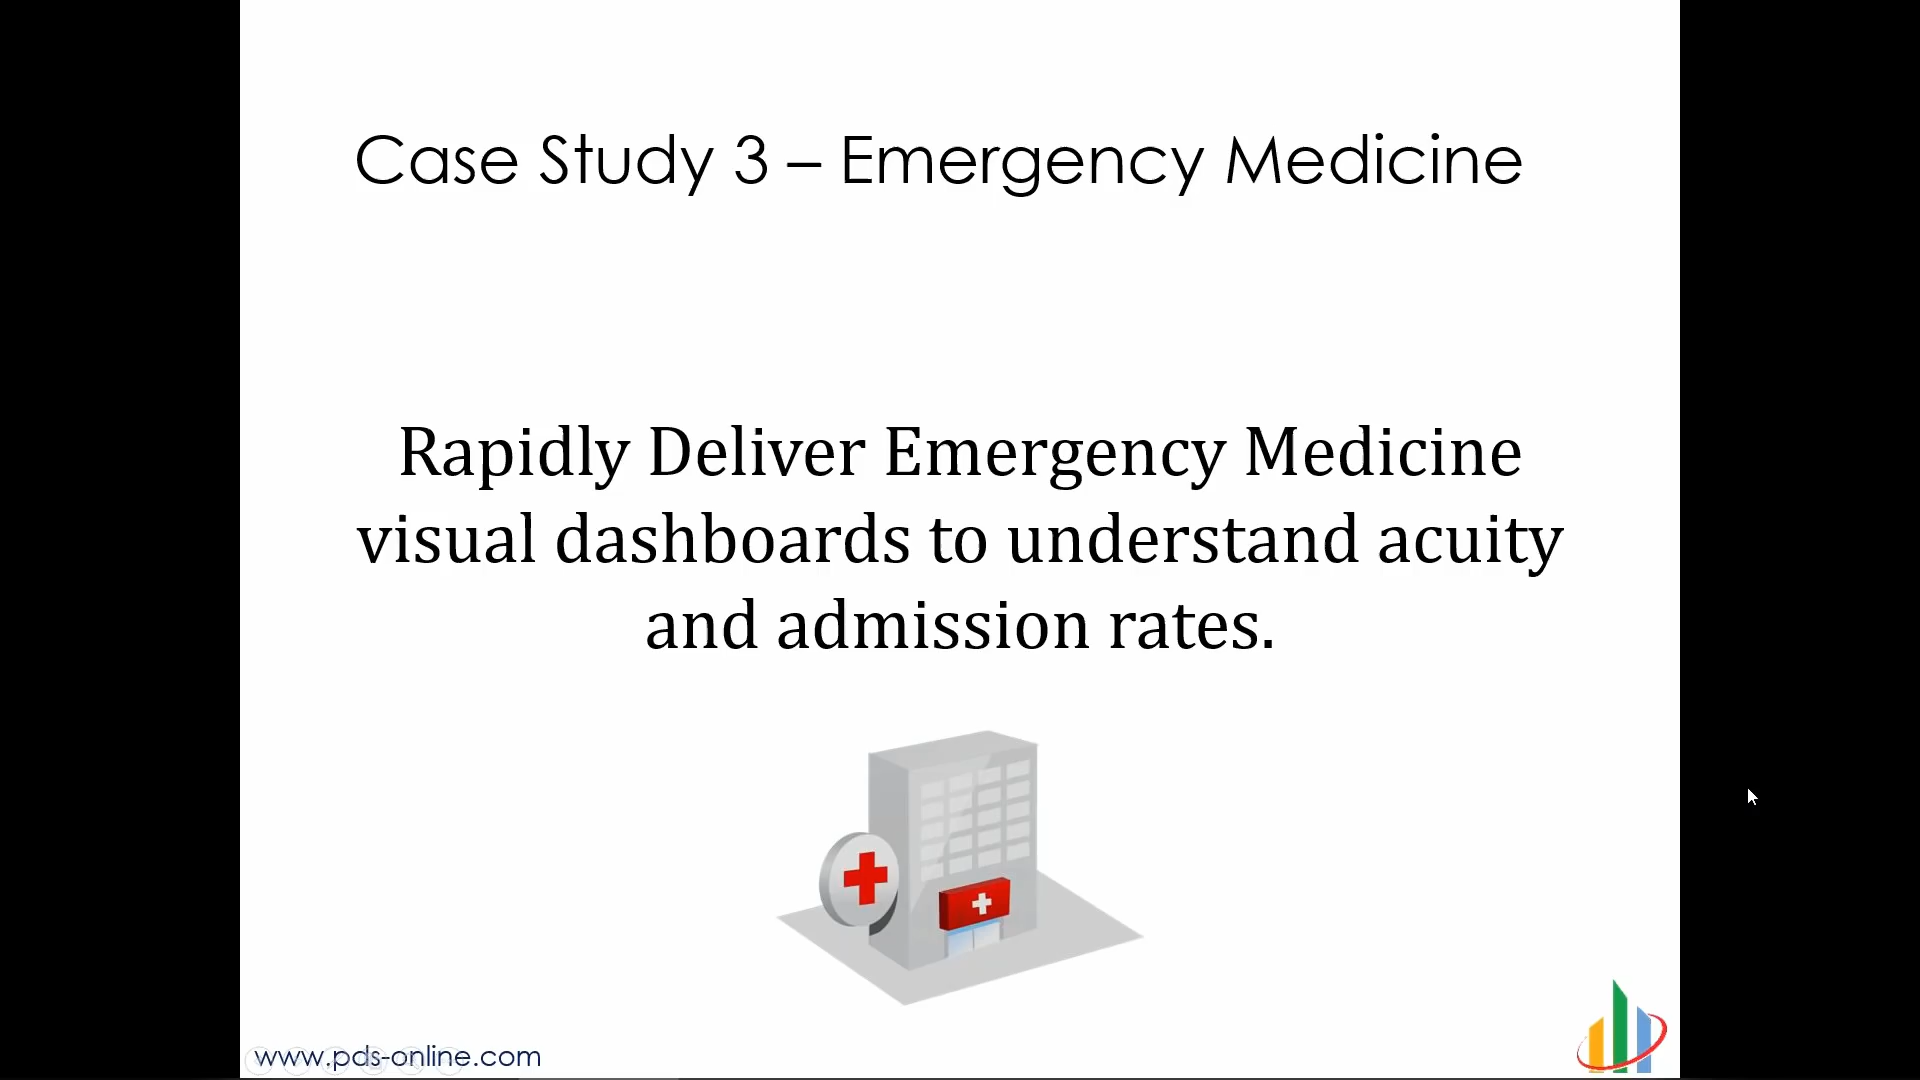 Case Study 3 – Emergency Medicine
Rapidly Deliver Emergency Medicine
visual dashboards to understand acuity
and admission rates.
www.pds-online.com